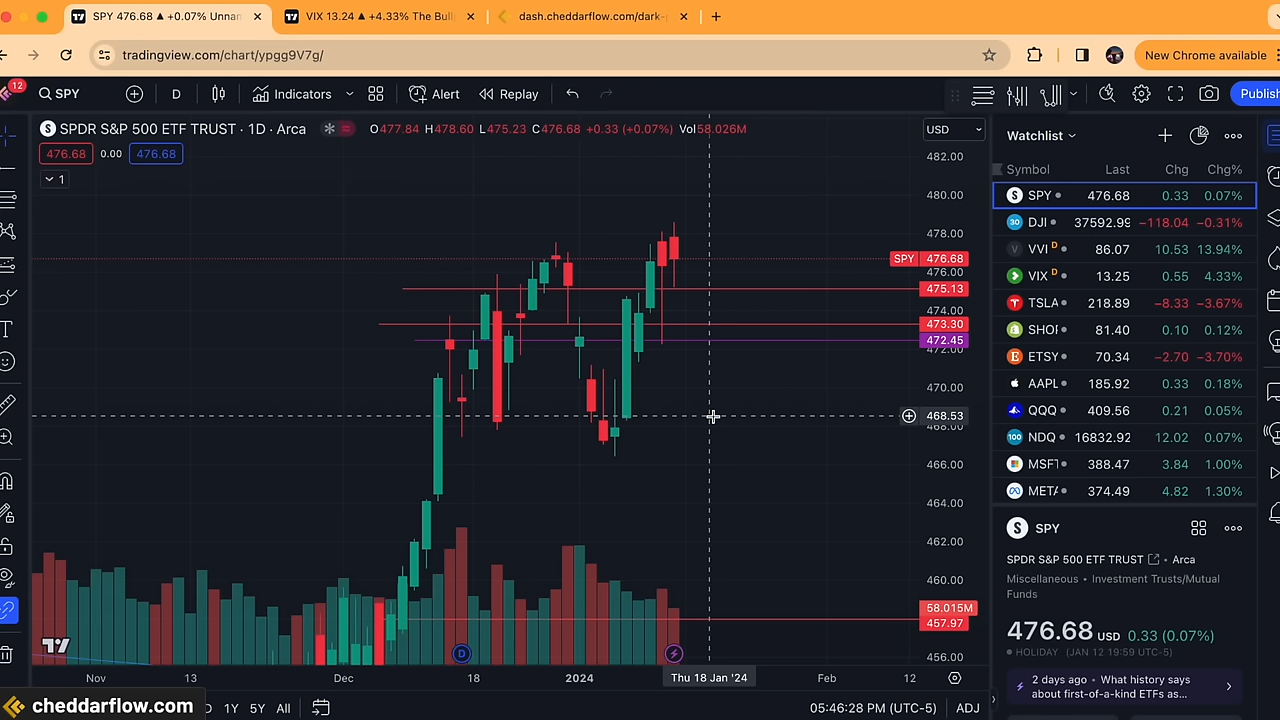 SPY 476.68 ▲ +0.07% Unnan
VIX 13.24 ▲ +4.33% The Bull
dash.cheddarflow.com/dark-
tradingview.com/chart/ypgg9V7g/
New Chrome available
12
SPY
D
Indicators
Alert
Replay
Publish
SPDR S&P 500 ETF TRUST · 1D · Arca
O477.84 H478.60 L475.23 C476.68 +0.33 (+0.07%) Vol58.026M
USD
476.68 0.00 476.68
1
482.00
480.00
478.00
SPY 476.68
476.00
475.13
474.00
473.30
472.45
472.00
470.00
468.53
468.00
466.00
464.00
462.00
460.00
58.015M
457.97
456.00
D
Nov 13 Dec 18 2024 Thu 18 Jan '24 Feb 12
1Y 5Y All
05:46:28 PM (UTC-5) ADJ
cheddarflow.com
Watchlist
Symbol Last Chg Chg%
SPY 476.68 0.33 0.07%
DJI 37592.99 −118.04 −0.31%
VVI D 86.07 10.53 13.94%
VIX D 13.25 0.55 4.33%
TSLA 218.89 −8.33 −3.67%
SHOI 81.40 0.10 0.12%
ETSY 70.34 −2.70 −3.70%
AAPL 185.92 0.33 0.18%
QQQ 409.56 0.21 0.05%
NDQ 16832.92 12.02 0.07%
MSFT 388.47 3.84 1.00%
META 374.49 4.82 1.30%
SPY
SPDR S&P 500 ETF TRUST · Arca
Miscellaneous · Investment Trusts/Mutual
Funds
476.68 USD 0.33 (0.07%)
HOLIDAY (JAN 12 19:59 UTC-5)
2 days ago · What history says
about first-of-a-kind ETFs as...